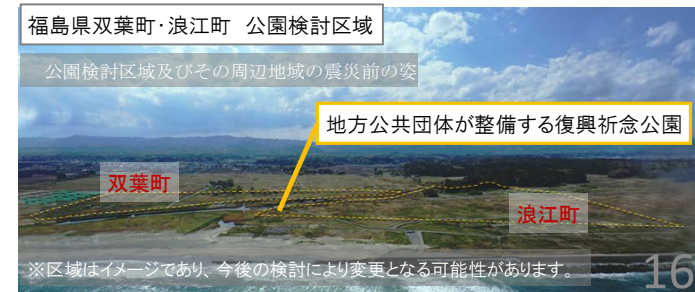 福島県双葉町･浪江町　公園検討区域
公園検討区域及びその周辺地域の震災前の姿
地方公共団体が整備する復興祈念公園
双葉町
浪江町
※区域はイメージであり、今後の検討により変更となる可能性があります。
16